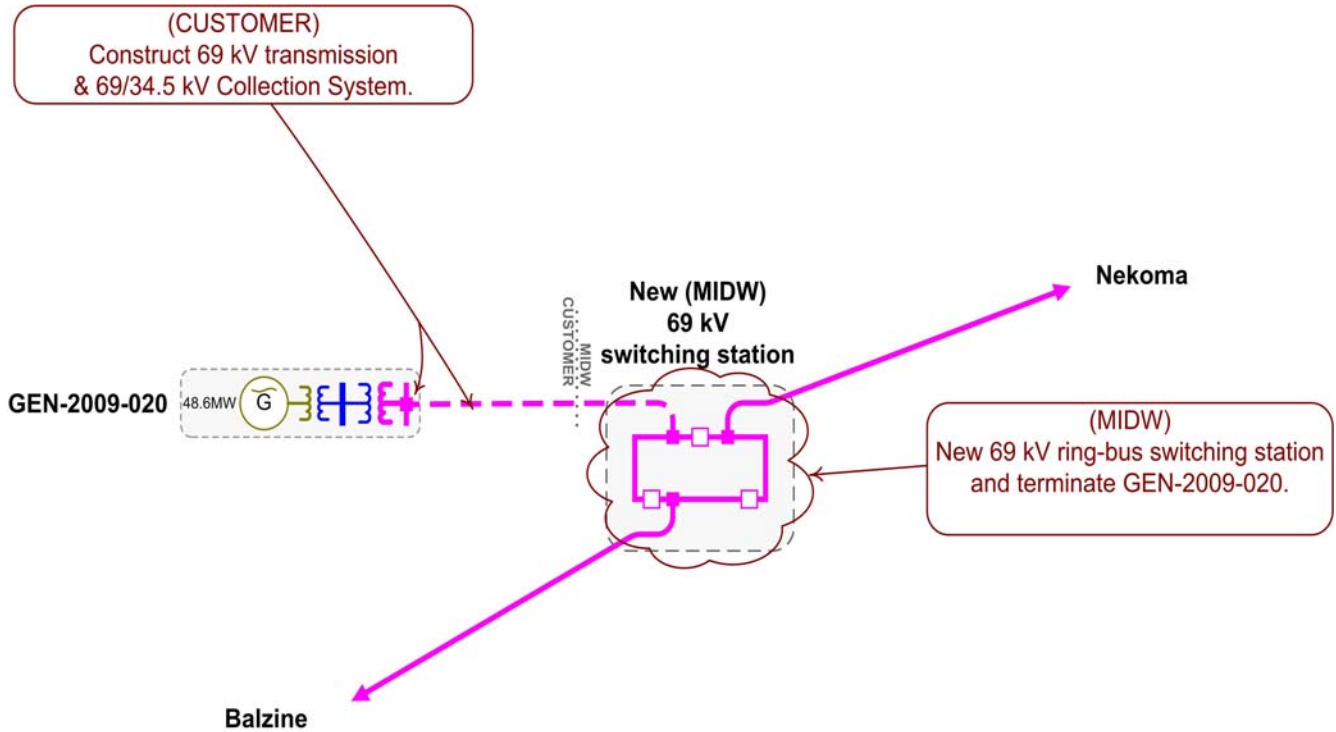 (CUSTOMER)
Construct 69 kV transmission
& 69/34.5 kV Collection System.
Nekoma
New (MIDW)
69 kV
switching station
CUSTOMER
MIDW
GEN-2009-020
48.6MW
G
(MIDW)
New 69 kV ring-bus switching station
and terminate GEN-2009-020.
Balzine